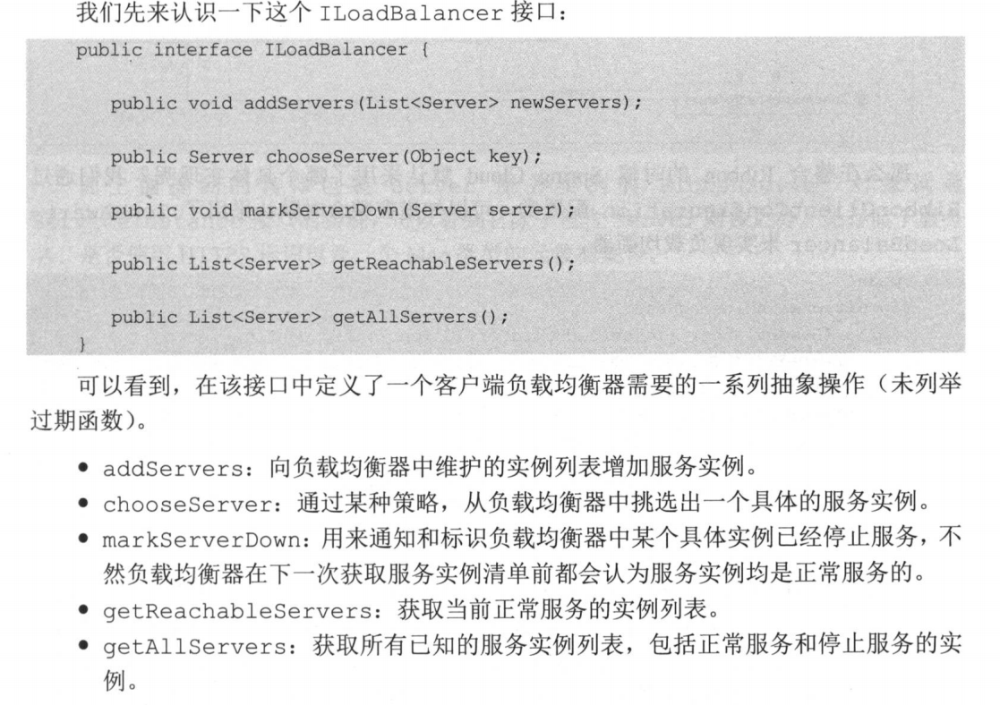 我们先来认识一下这个 ILoadBalancer 接口：
public interface ILoadBalancer {
public void addServers(List<Server> newServers);
public Server chooseServer(Object key);
public void markServerDown(Server server);
public List<Server> getReachableServers();
public List<Server> getAllServers();
}
可以看到，在该接口中定义了一个客户端负载均衡器需要的一系列抽象操作（未列举
过期函数）。
● addServers：向负载均衡器中维护的实例列表增加服务实例。
● chooseServer：通过某种策略，从负载均衡器中挑选出一个具体的服务实例。
● markServerDown：用来通知和标识负载均衡器中某个具体实例已经停止服务，不
然负载均衡器在下一次获取服务实例清单前都会认为服务实例均是正常服务的。
● getReachableServers：获取当前正常服务的实例列表。
● getAllServers：获取所有已知的服务实例列表，包括正常服务和停止服务的实
例。